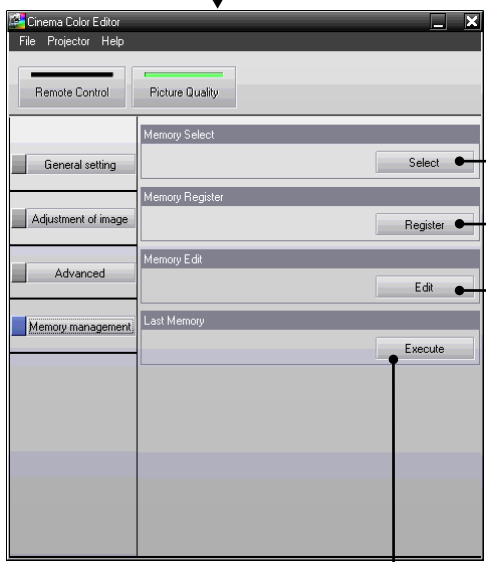 Cinema Color Editor
File Projector Help
Remote Control Picture Quality
Memory Select
General setting Select
Memory Register
Adjustment of image Register
Memory Edit
Advanced Edit
Last Memory
Memory management Execute